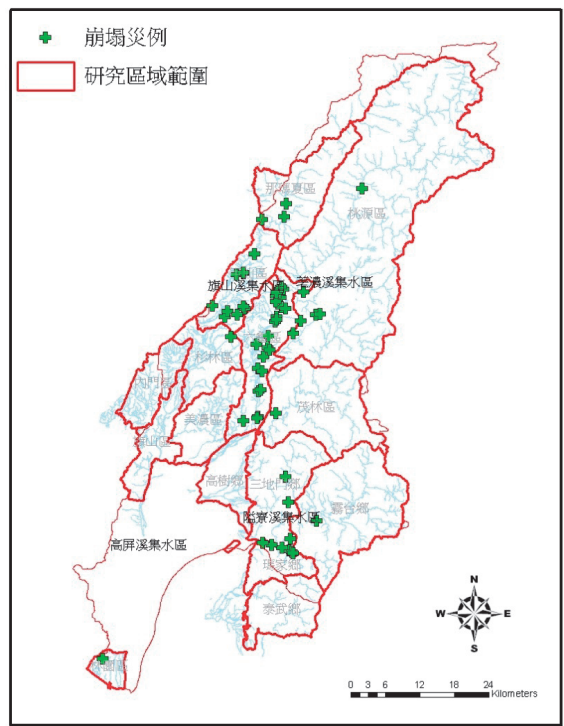 崩塌災例
研究區域範圍
那瑪夏區
桃源區
旗山溪集水區
荖濃溪集水區
杉林區
內門區
茂林區
美濃區
旗山區
高樹鄉
三地門鄉
霧台鄉
隘寮溪集水區
高屏溪集水區
瑪家鄉
泰武鄉
林園區
N
W
E
S
0 3 6 12 18 24
Kilometers